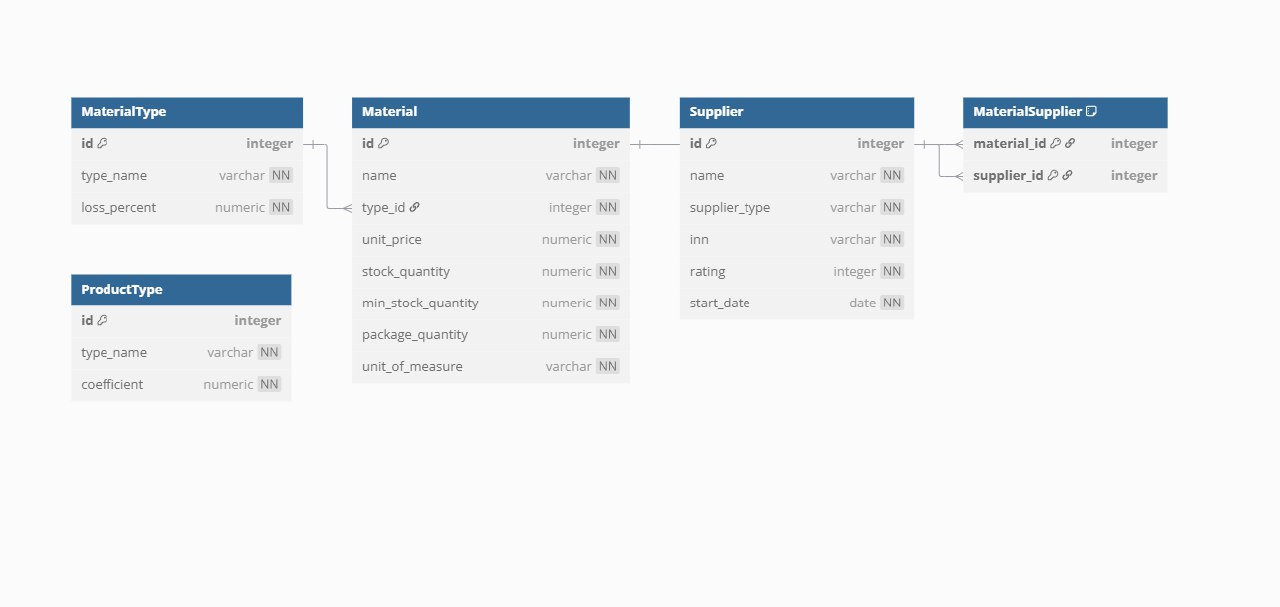 MaterialType
id integer
type_name varchar NN
loss_percent numeric NN
ProductType
id integer
type_name varchar NN
coefficient numeric NN
Material
id integer
name varchar NN
type_id integer NN
unit_price numeric NN
stock_quantity numeric NN
min_stock_quantity numeric NN
package_quantity numeric NN
unit_of_measure varchar NN
Supplier
id integer
name varchar NN
supplier_type varchar NN
inn varchar NN
rating integer NN
start_date date NN
MaterialSupplier
material_id integer
supplier_id integer